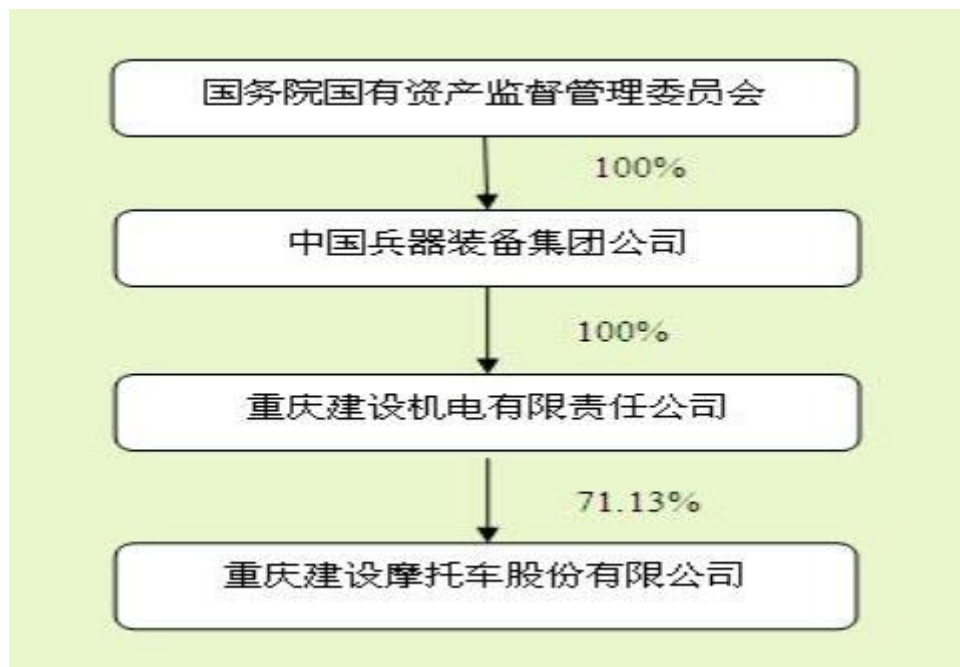 国务院国有资产监督管理委员会
100%
中国兵器装备集团公司
100%
重庆建设机电有限责任公司
71.13%
重庆建设摩托车股份有限公司